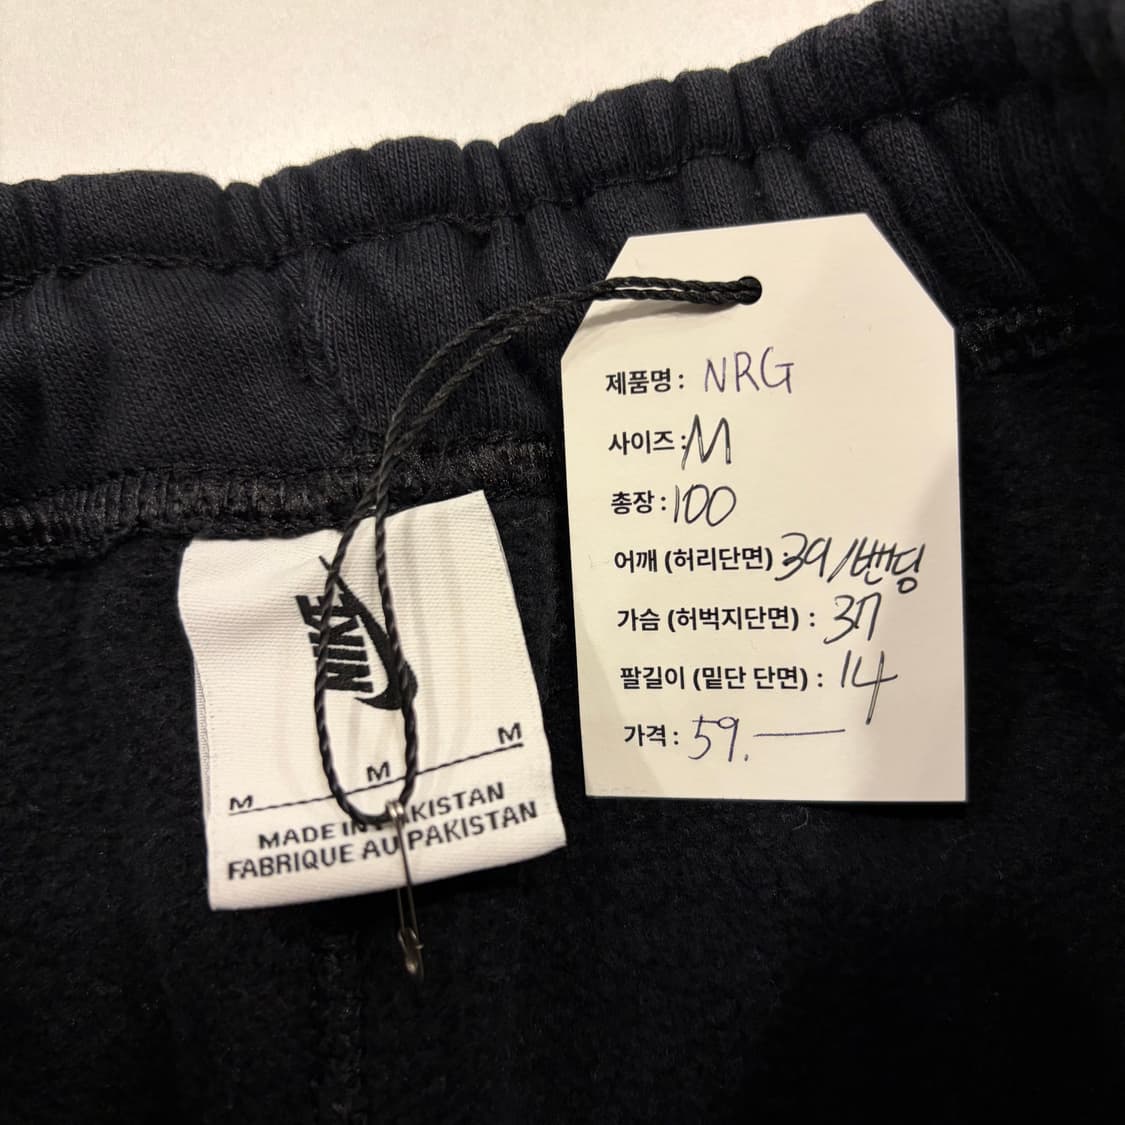 제품명 : NRG
사이즈 : M
총장 : 100
어깨 (허리단면) 39/밴딩
가슴 (허벅지단면) : 37
팔길이 (밑단 단면) : 14
가격 : 59.—
NIKE
M M M
MADE IN PAKISTAN
FABRIQUE AU PAKISTAN